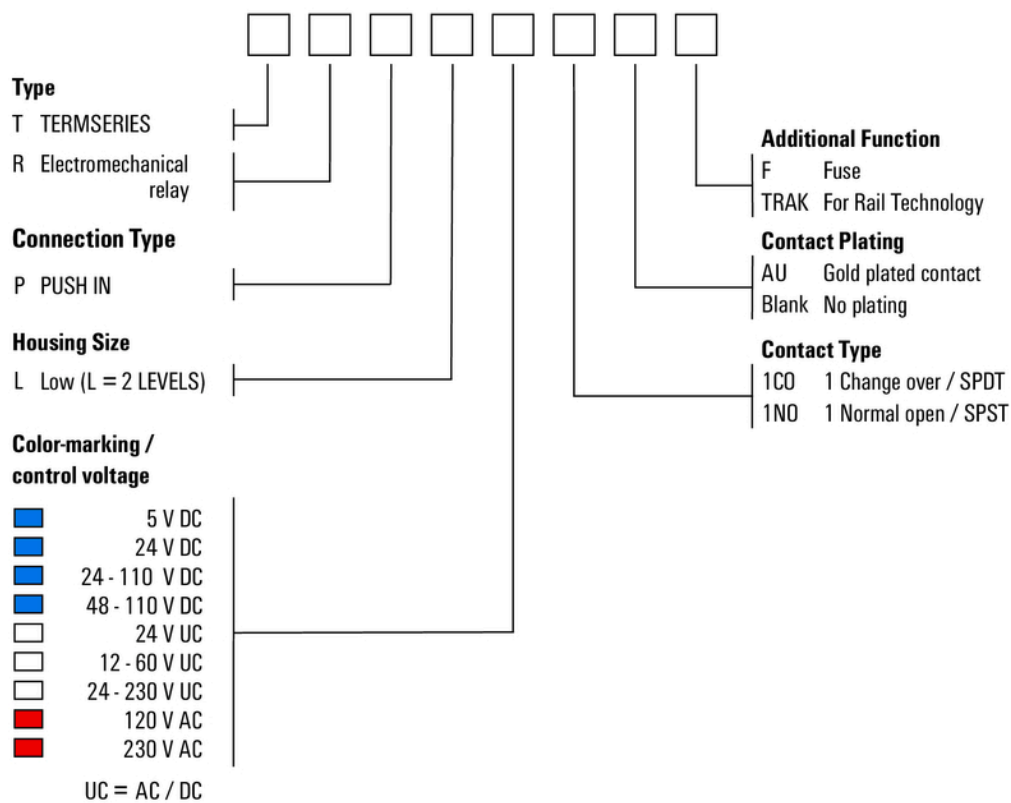 Type
T TERMSERIES
R Electromechanical
relay
Connection Type
P PUSH IN
Housing Size
L Low (L = 2 LEVELS)
Color-marking /
control voltage
5 V DC
24 V DC
24 - 110 V DC
48 - 110 V DC
24 V UC
12 - 60 V UC
24 - 230 V UC
120 V AC
230 V AC
UC = AC / DC
Additional Function
F Fuse
TRAK For Rail Technology
Contact Plating
AU Gold plated contact
Blank No plating
Contact Type
1CO 1 Change over / SPDT
1NO 1 Normal open / SPST